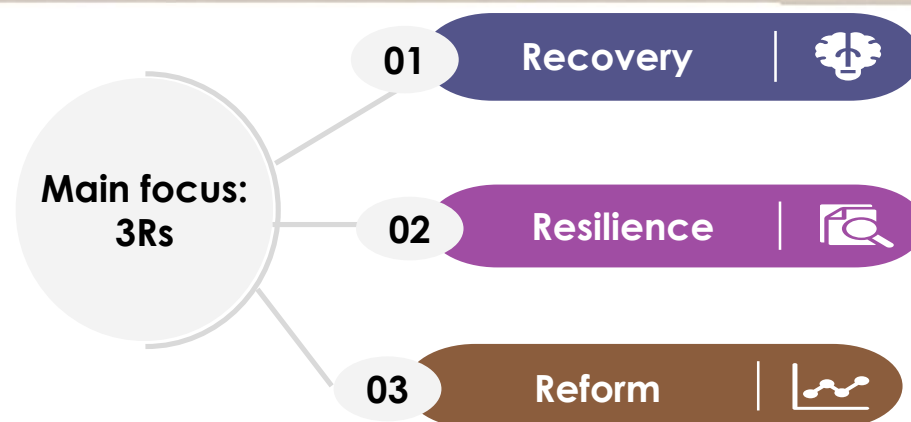 01
Recovery
Main focus:
3Rs
02
Resilience
03
Reform